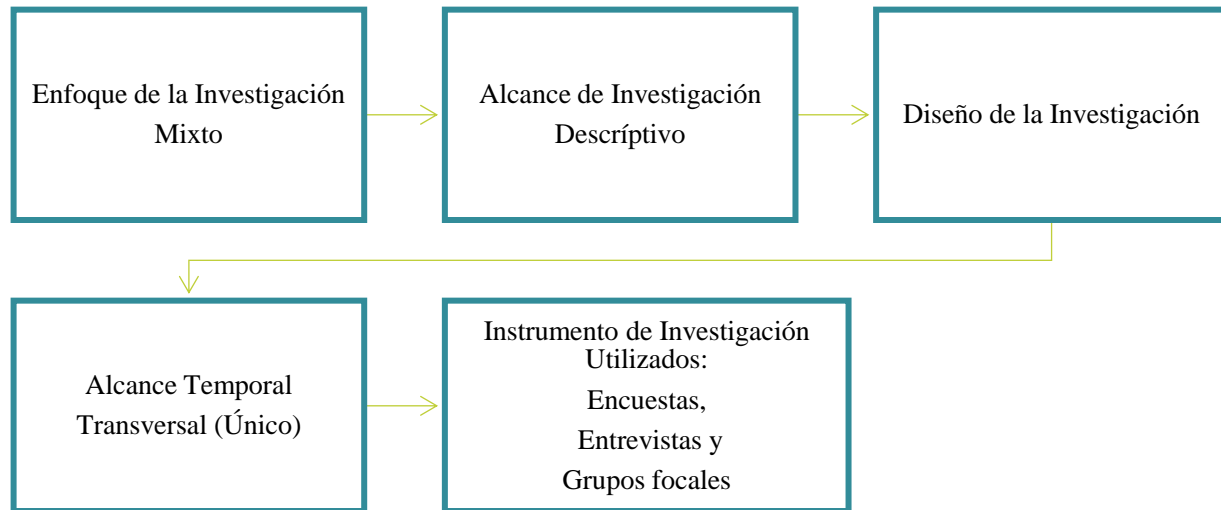 Enfoque de la Investigación
Mixto
Alcance de Investigación
Descríptivo
Diseño de la Investigación
Alcance Temporal
Transversal (Único)
Instrumento de Investigación
Utilizados:
Encuestas,
Entrevistas y
Grupos focales